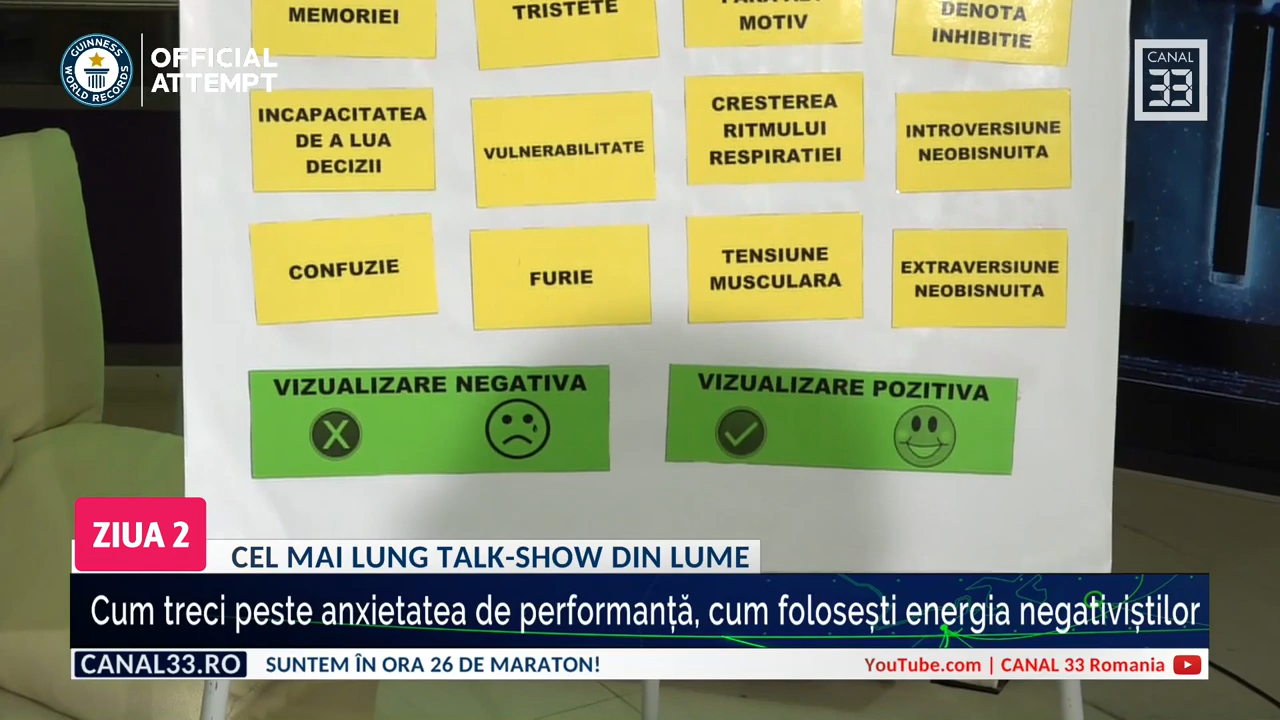 MEMORIEI
TRISTETE
MOTIV
DENOTA
INHIBITIE
GUINNESS
WORLD RECORDS
OFFICIAL
ATTEMPT
CANAL
33
INCAPACITATEA
DE A LUA
DECIZII
VULNERABILITATE
CRESTEREA
RITMULUI
RESPIRATIEI
INTROVERSIUNE
NEOBISNUITA
CONFUZIE
FURIE
TENSIUNE
MUSCULARA
EXTRAVERSIUNE
NEOBISNUITA
VIZUALIZARE NEGATIVA
X
VIZUALIZARE POZITIVA
ZIUA 2
CEL MAI LUNG TALK-SHOW DIN LUME
Cum treci peste anxietatea de performanță, cum folosești energia negativiștilor
CANAL33.RO
SUNTEM ÎN ORA 26 DE MARATON!
YouTube.com | CANAL 33 Romania